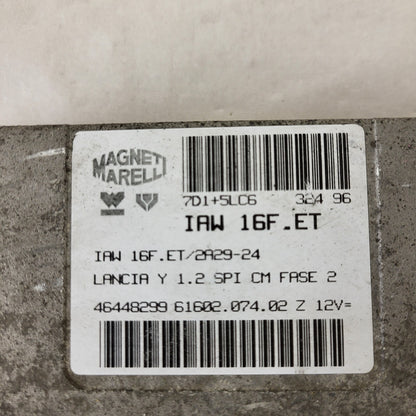 MAGNETI
MARELLI
7D1+5LC6 324 96
IAW 16F.ET
IAW 16F.ET/2A29-24
LANCIA Y 1.2 SPI CM FASE 2
46448299 61602.074.02 Z 12V=